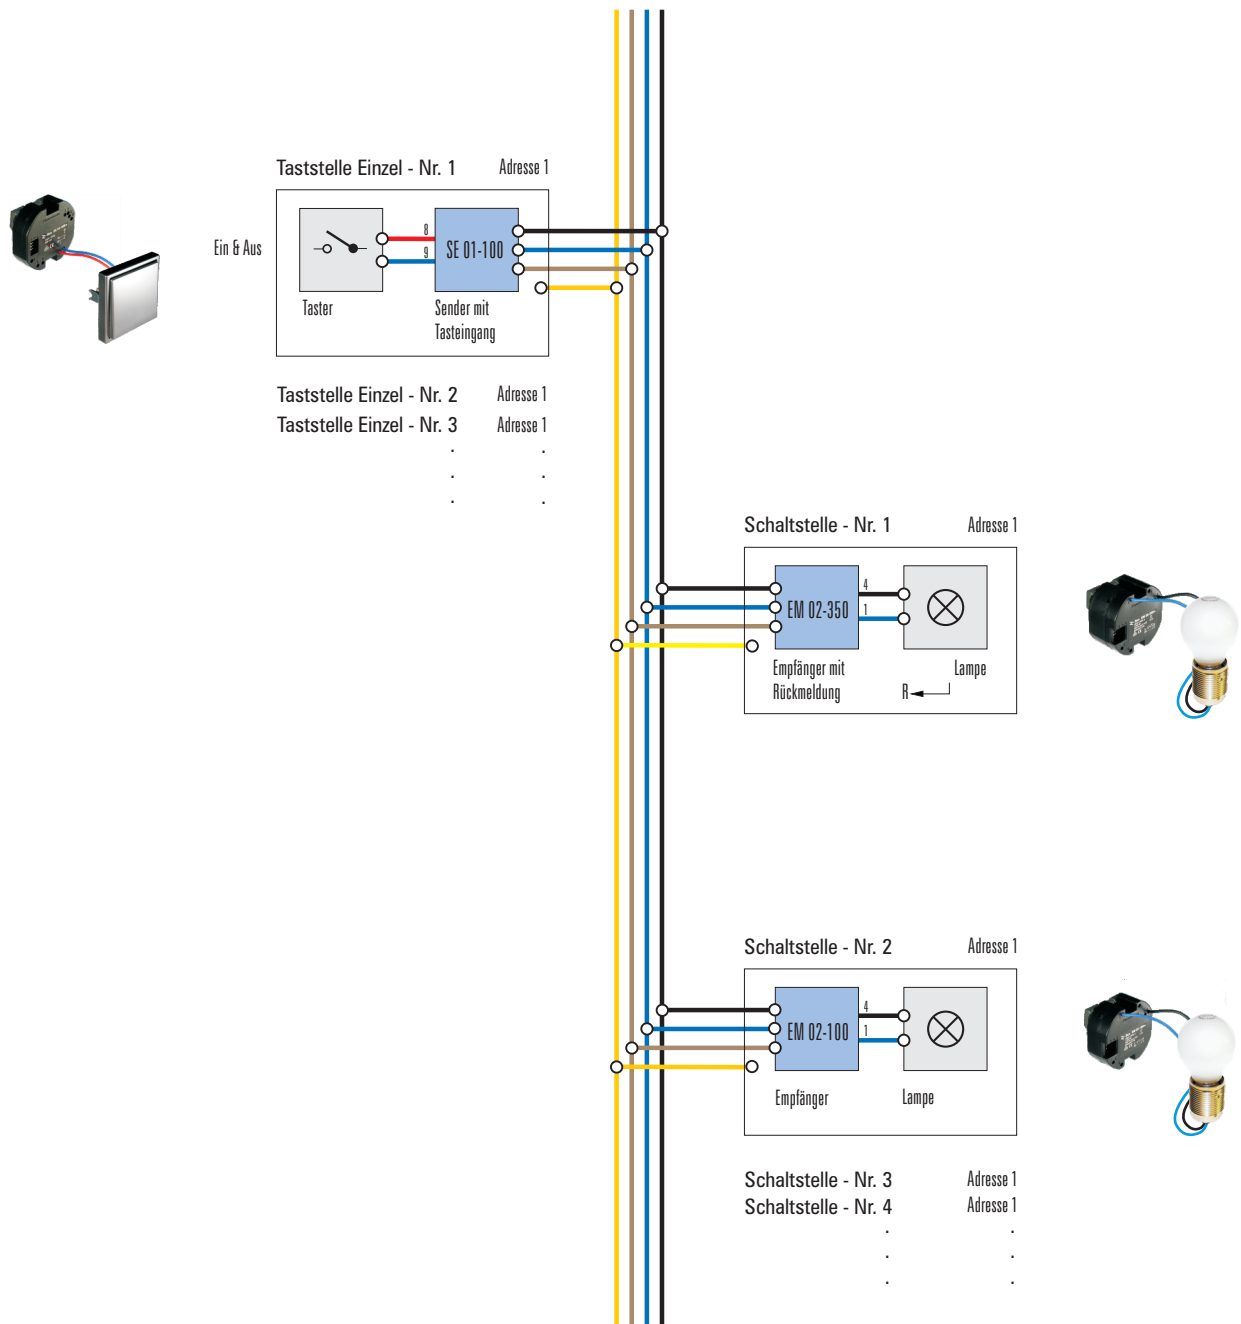 Taststelle Einzel - Nr. 1 Adresse 1
Ein & Aus
8
9
SE 01-100
Taster
Sender mit
Tasteingang
Taststelle Einzel - Nr. 2 Adresse 1
Taststelle Einzel - Nr. 3 Adresse 1
. .
. .
. .
Schaltstelle - Nr. 1 Adresse 1
EM 02-350
4
1
Empfänger mit
Rückmeldung
Lampe
R
Schaltstelle - Nr. 2 Adresse 1
EM 02-100
4
1
Empfänger
Lampe
Schaltstelle - Nr. 3 Adresse 1
Schaltstelle - Nr. 4 Adresse 1
. .
. .
. .